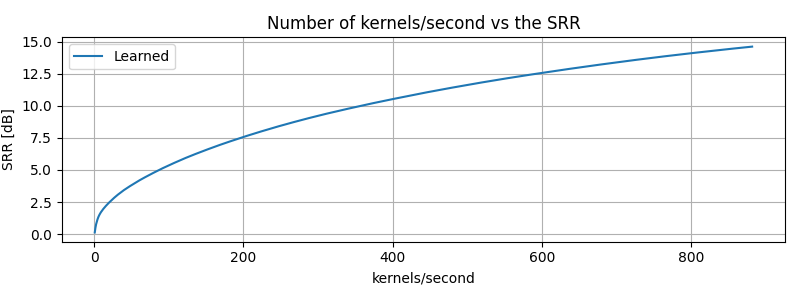 Number of kernels/second vs the SRR
Learned
SRR [dB]
15.0
12.5
10.0
7.5
5.0
2.5
0.0
0 200 400 600 800
kernels/second